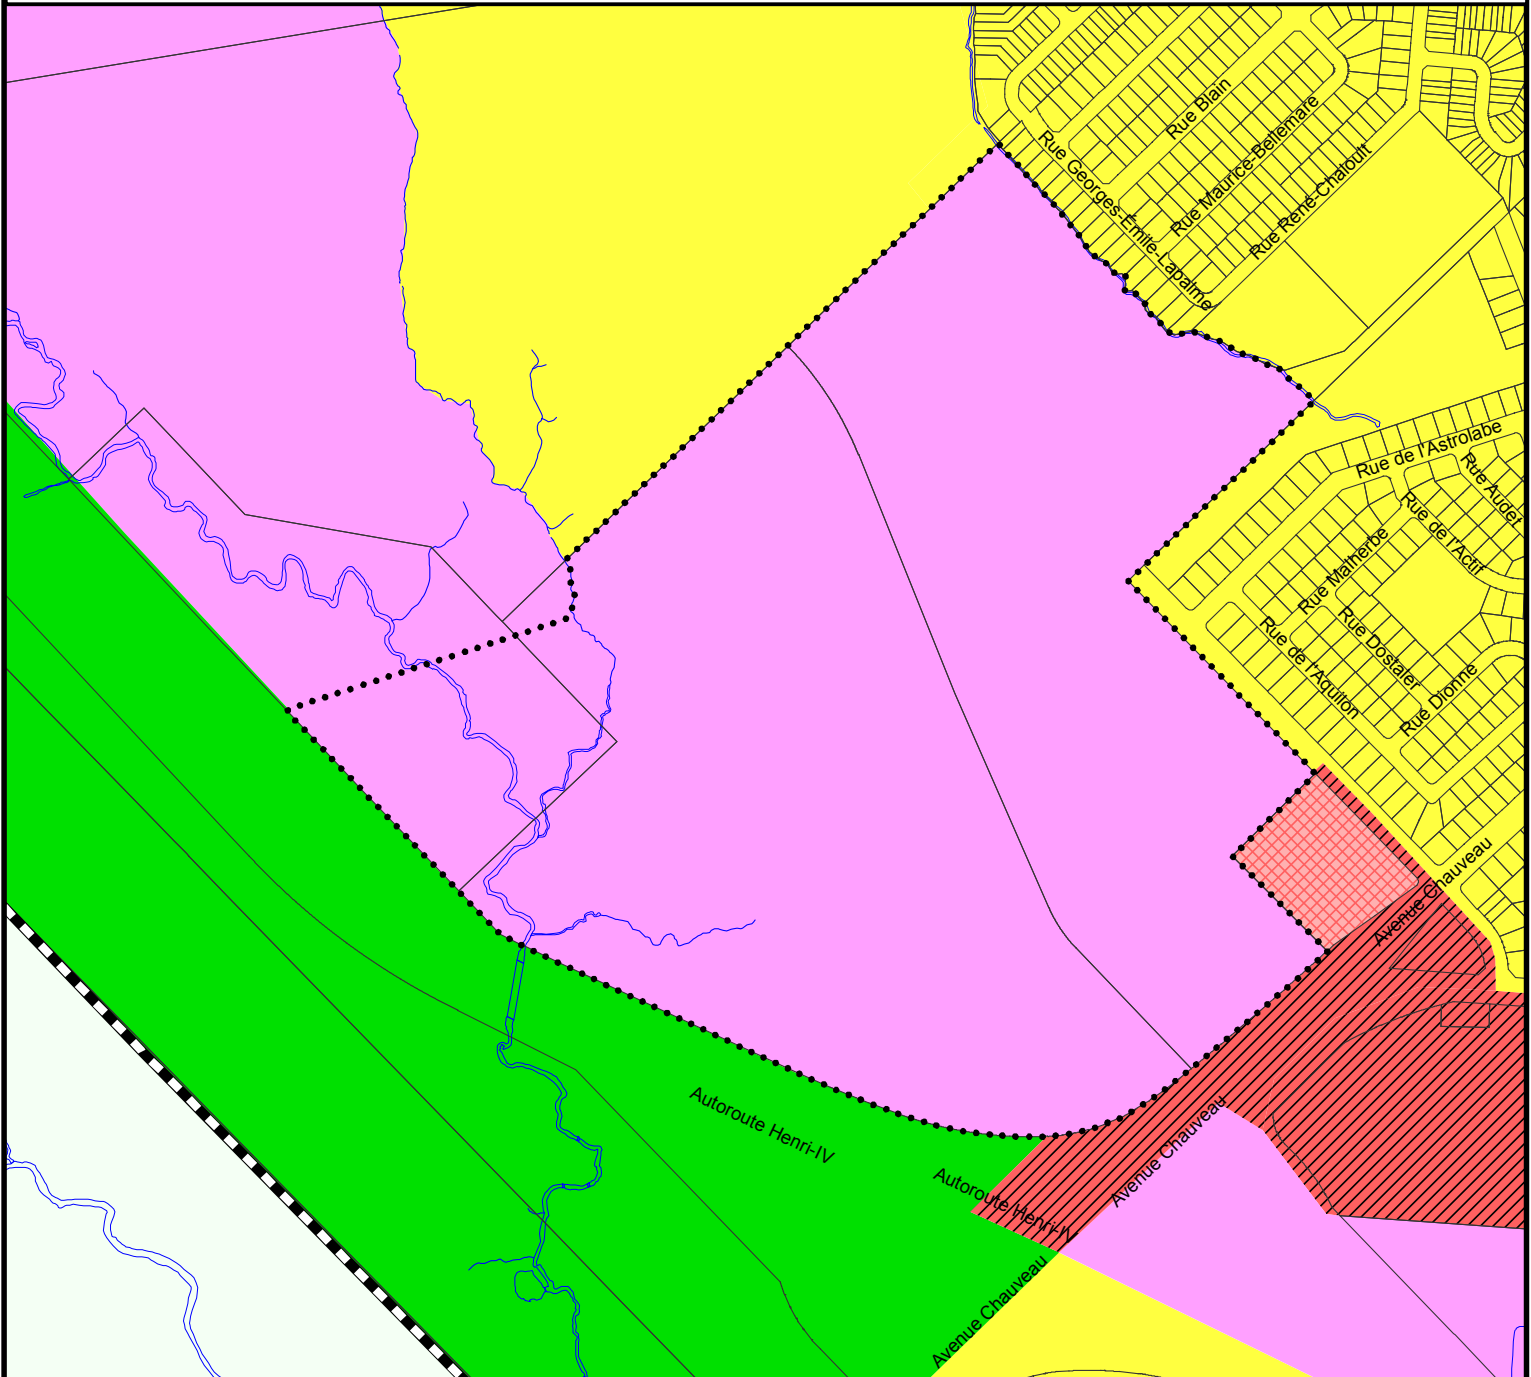 Rue Blain
Rue Maurice-Bellemare
Rue Georges-Émile-Lapalme
Rue René-Chaloult
Rue de l'Astrolabe
Rue Audet
Rue de l'Actif
Rue Malherbe
Rue Dostaler
Rue de l'Aquilon
Rue Dionne
Avenue Chauveau
Autoroute Henri-IV
Avenue Chauveau
Autoroute Henri-IV
Avenue Chauveau